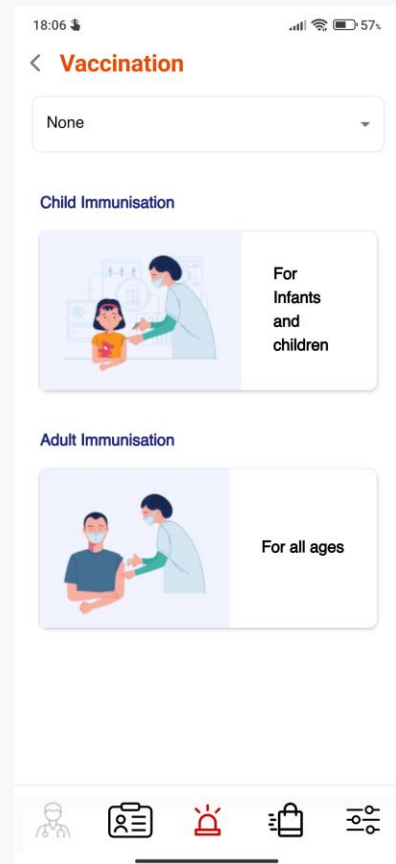 18:06 57%
Vaccination
None
Child Immunisation
For
Infants
and
children
Adult Immunisation
For all ages